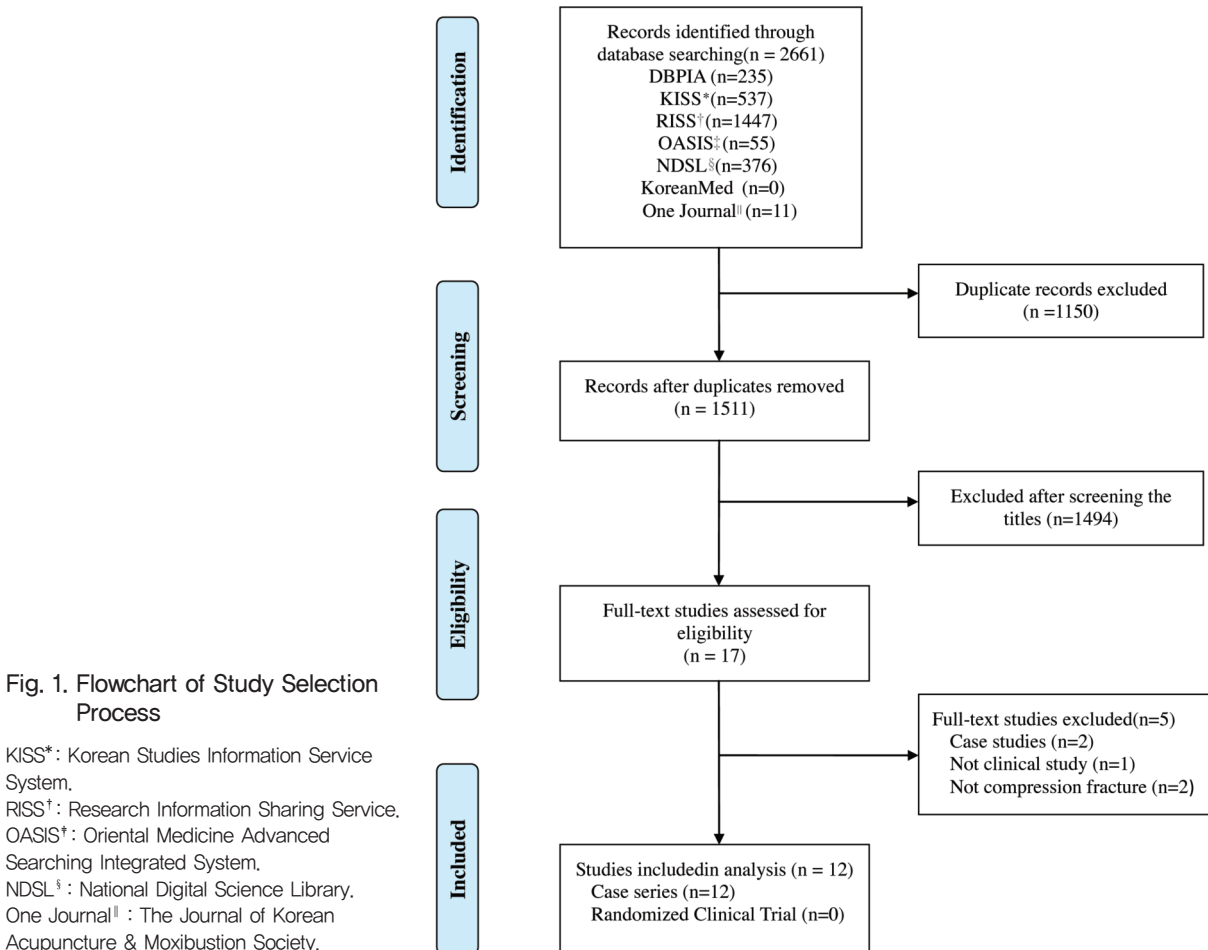 Identification
Records identified through
database searching(n = 2661)
DBPIA (n=235)
KISS*(n=537)
RISS†(n=1447)
OASIS‡(n=55)
NDSL§(n=376)
KoreanMed (n=0)
One Journal∥ (n=11)
Duplicate records excluded
(n =1150)
Screening
Records after duplicates removed
(n = 1511)
Excluded after screening the
titles (n=1494)
Eligibility
Full-text studies assessed for
eligibility
(n = 17)
Full-text studies excluded(n=5)
Case studies (n=2)
Not clinical study (n=1)
Not compression fracture (n=2)
Included
Studies includedin analysis (n = 12)
Case series (n=12)
Randomized Clinical Trial (n=0)
Fig. 1. Flowchart of Study Selection
Process
KISS*: Korean Studies Information Service
System.
RISS†: Research Information Sharing Service.
OASIS‡: Oriental Medicine Advanced
Searching Integrated System.
NDSL§: National Digital Science Library.
One Journal∥ : The Journal of Korean
Acupuncture & Moxibustion Society.